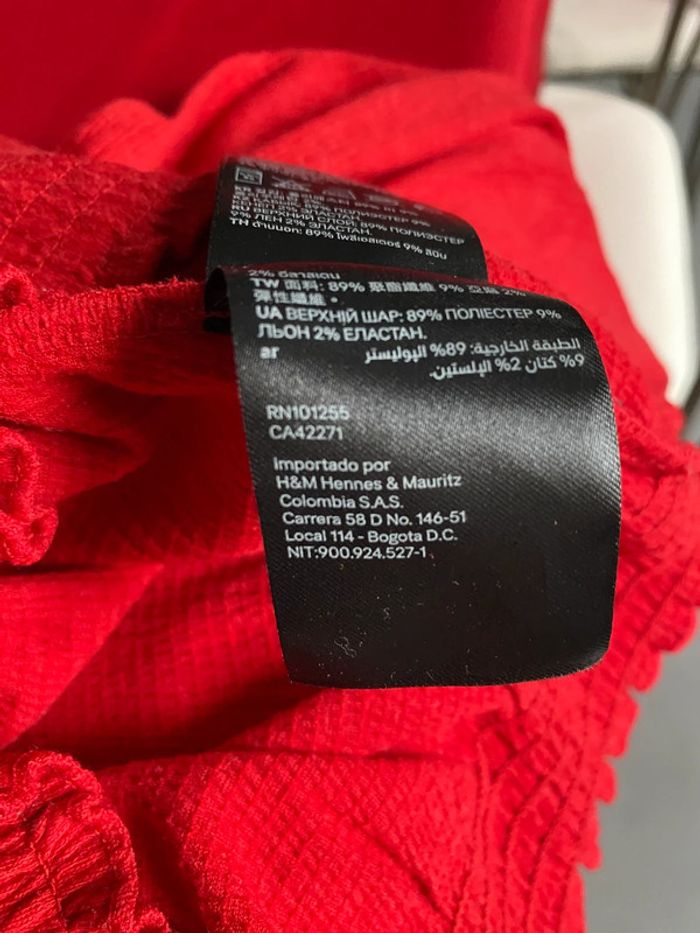 RU ВЕРХНИЙ СЛОЙ: 89% ПОЛИЭСТЕР
9% ЛЕН 2% ЭЛАСТАН.
TH ด้านนอก: 89% โพลีเอสเตอร์ 9% ลินิน
2% อีลาสเตน
TW 面料: 89% 聚酯纖維 9% 亞麻 2%
彈性纖維。
UA ВЕРХНІЙ ШАР: 89% ПОЛІЕСТЕР 9%
ЛЬОН 2% ЕЛАСТАН.
ar الطبقة الخارجية: 89% البوليستر
9% كتان 2% الإلستين.
RN101255
CA42271
Importado por
H&M Hennes & Mauritz
Colombia S.A.S.
Carrera 58 D No. 146-51
Local 114 - Bogota D.C.
NIT:900.924.527-1